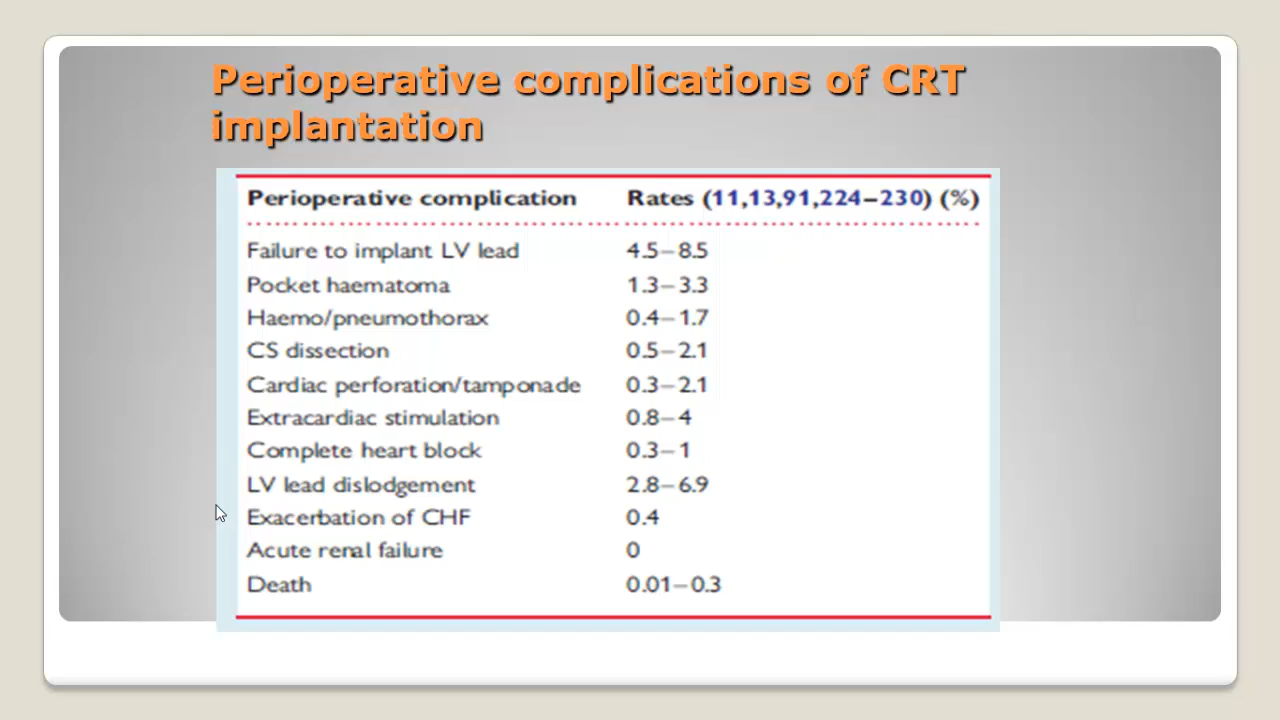 Perioperative complications of CRT
implantation
Perioperative complication Rates (11,13,91,224–230) (%)
Failure to implant LV lead 4.5–8.5
Pocket haematoma 1.3–3.3
Haemo/pneumothorax 0.4–1.7
CS dissection 0.5–2.1
Cardiac perforation/tamponade 0.3–2.1
Extracardiac stimulation 0.8–4
Complete heart block 0.3–1
LV lead dislodgement 2.8–6.9
Exacerbation of CHF 0.4
Acute renal failure 0
Death 0.01–0.3